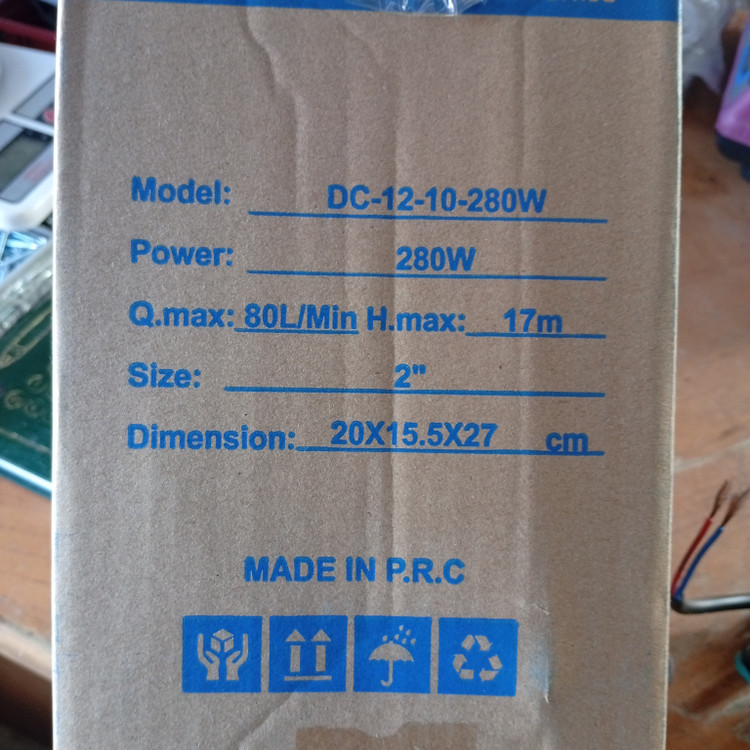 Model: DC-12-10-280W
Power: 280W
Q.max: 80L/Min H.max: 17m
Size: 2"
Dimension: 20X15.5X27 cm
MADE IN P.R.C